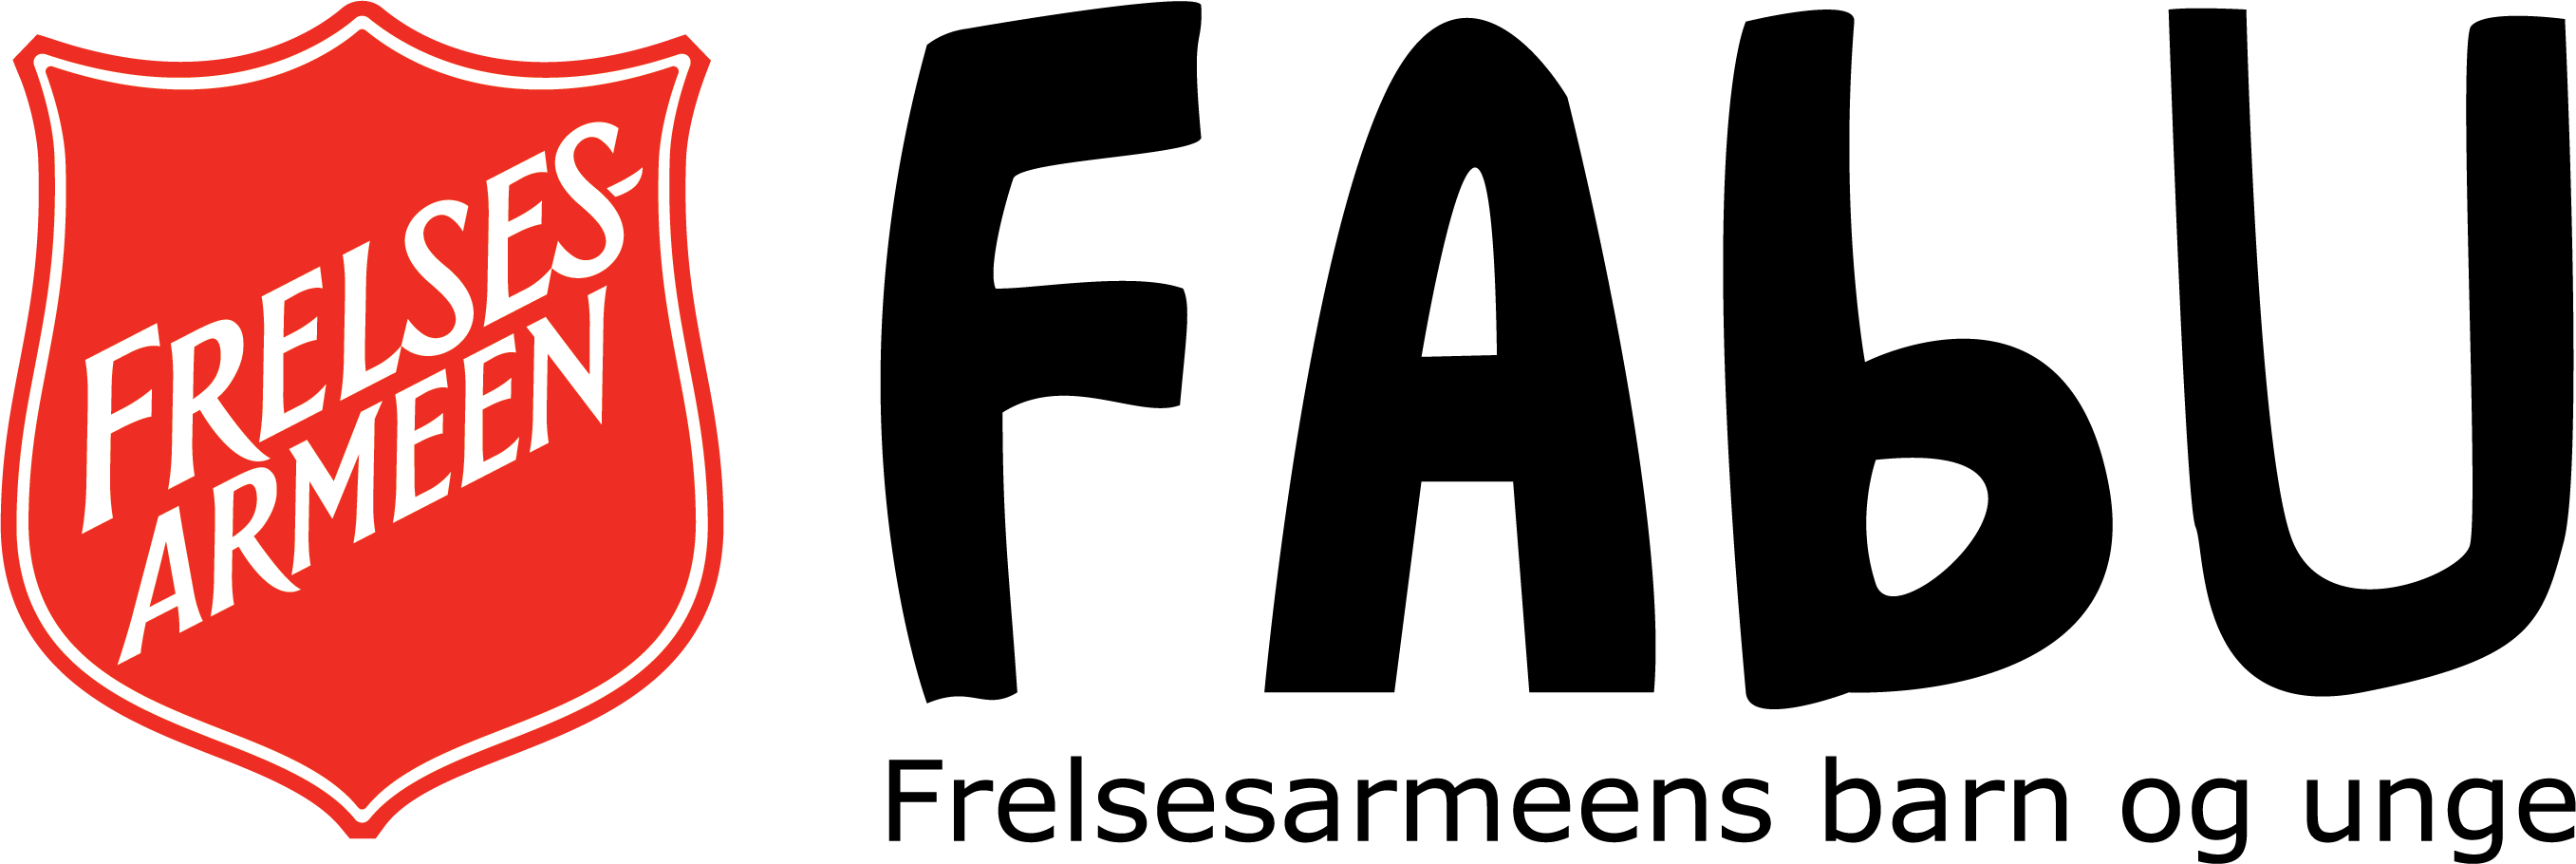 FRELSES-
ARMEEN
FAbU
Frelsesarmeens barn og unge